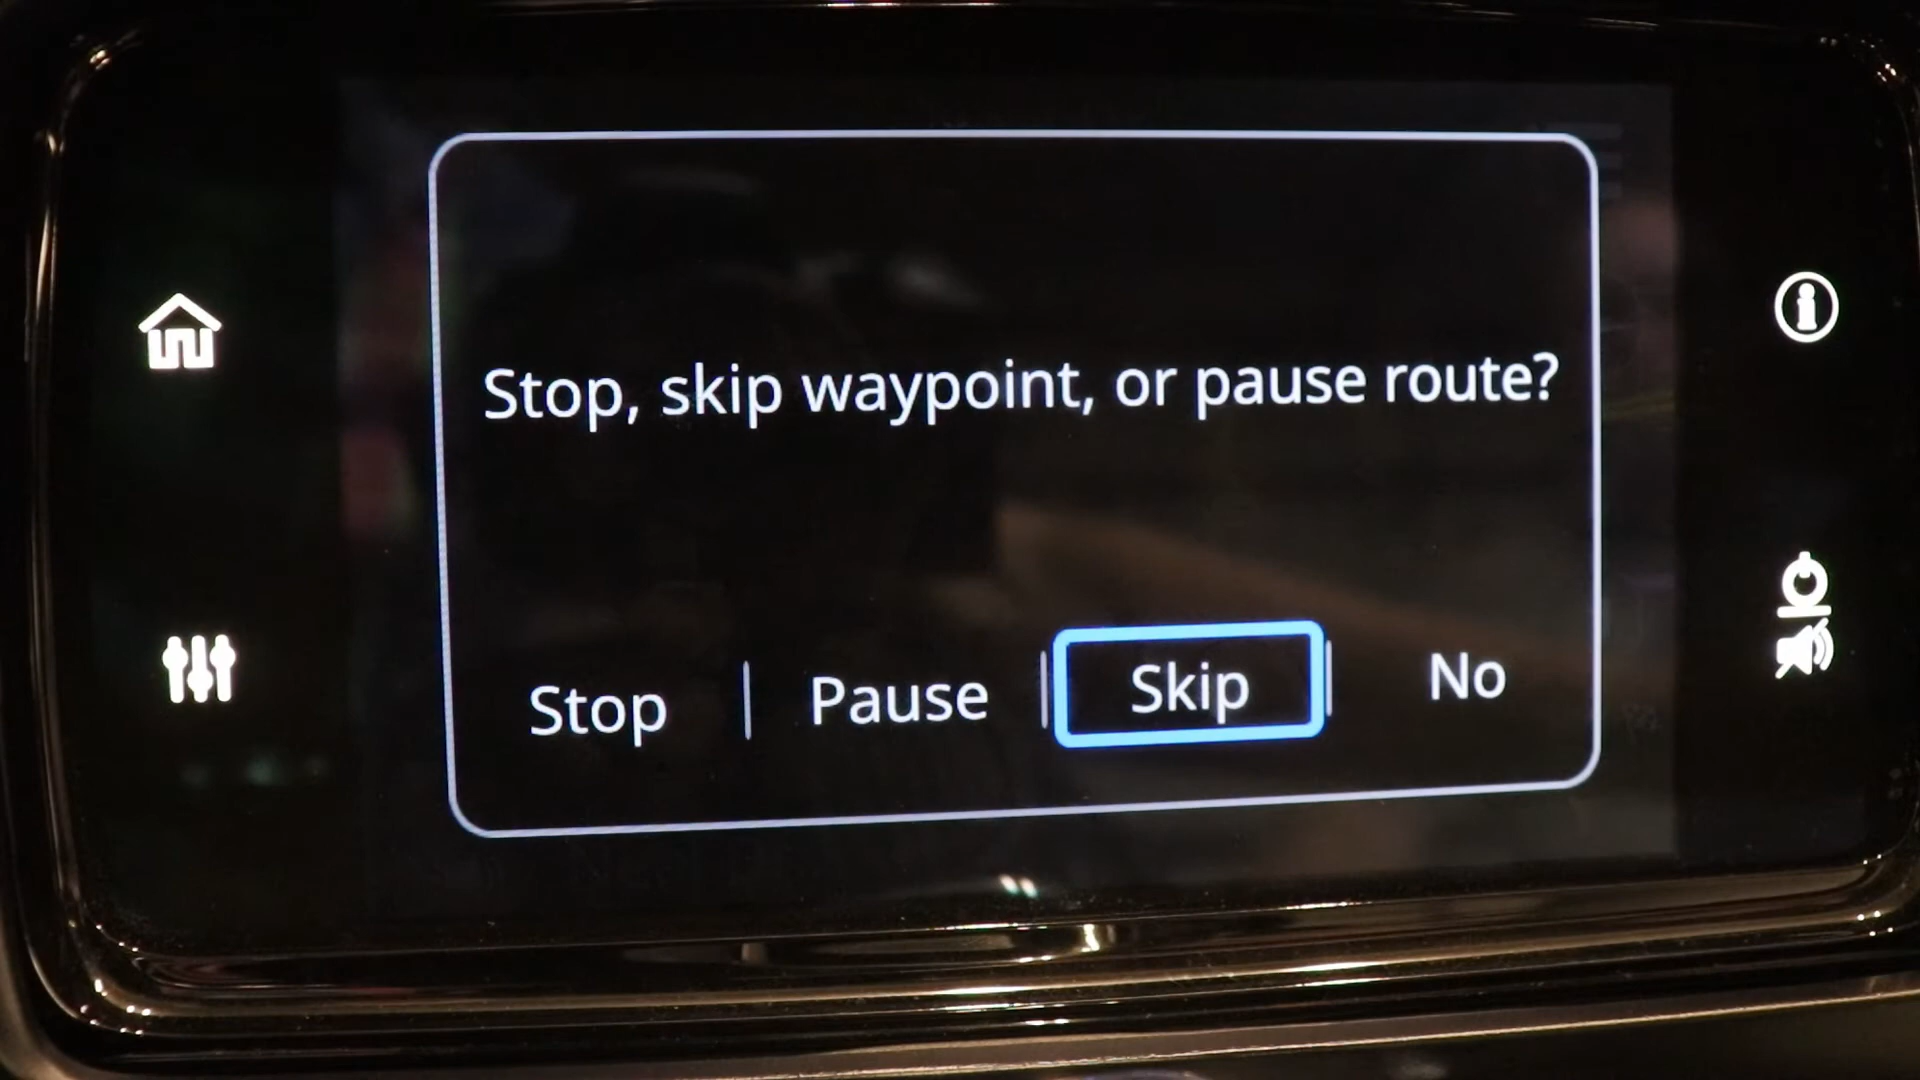 Stop, skip waypoint, or pause route?
Stop | Pause | Skip | No